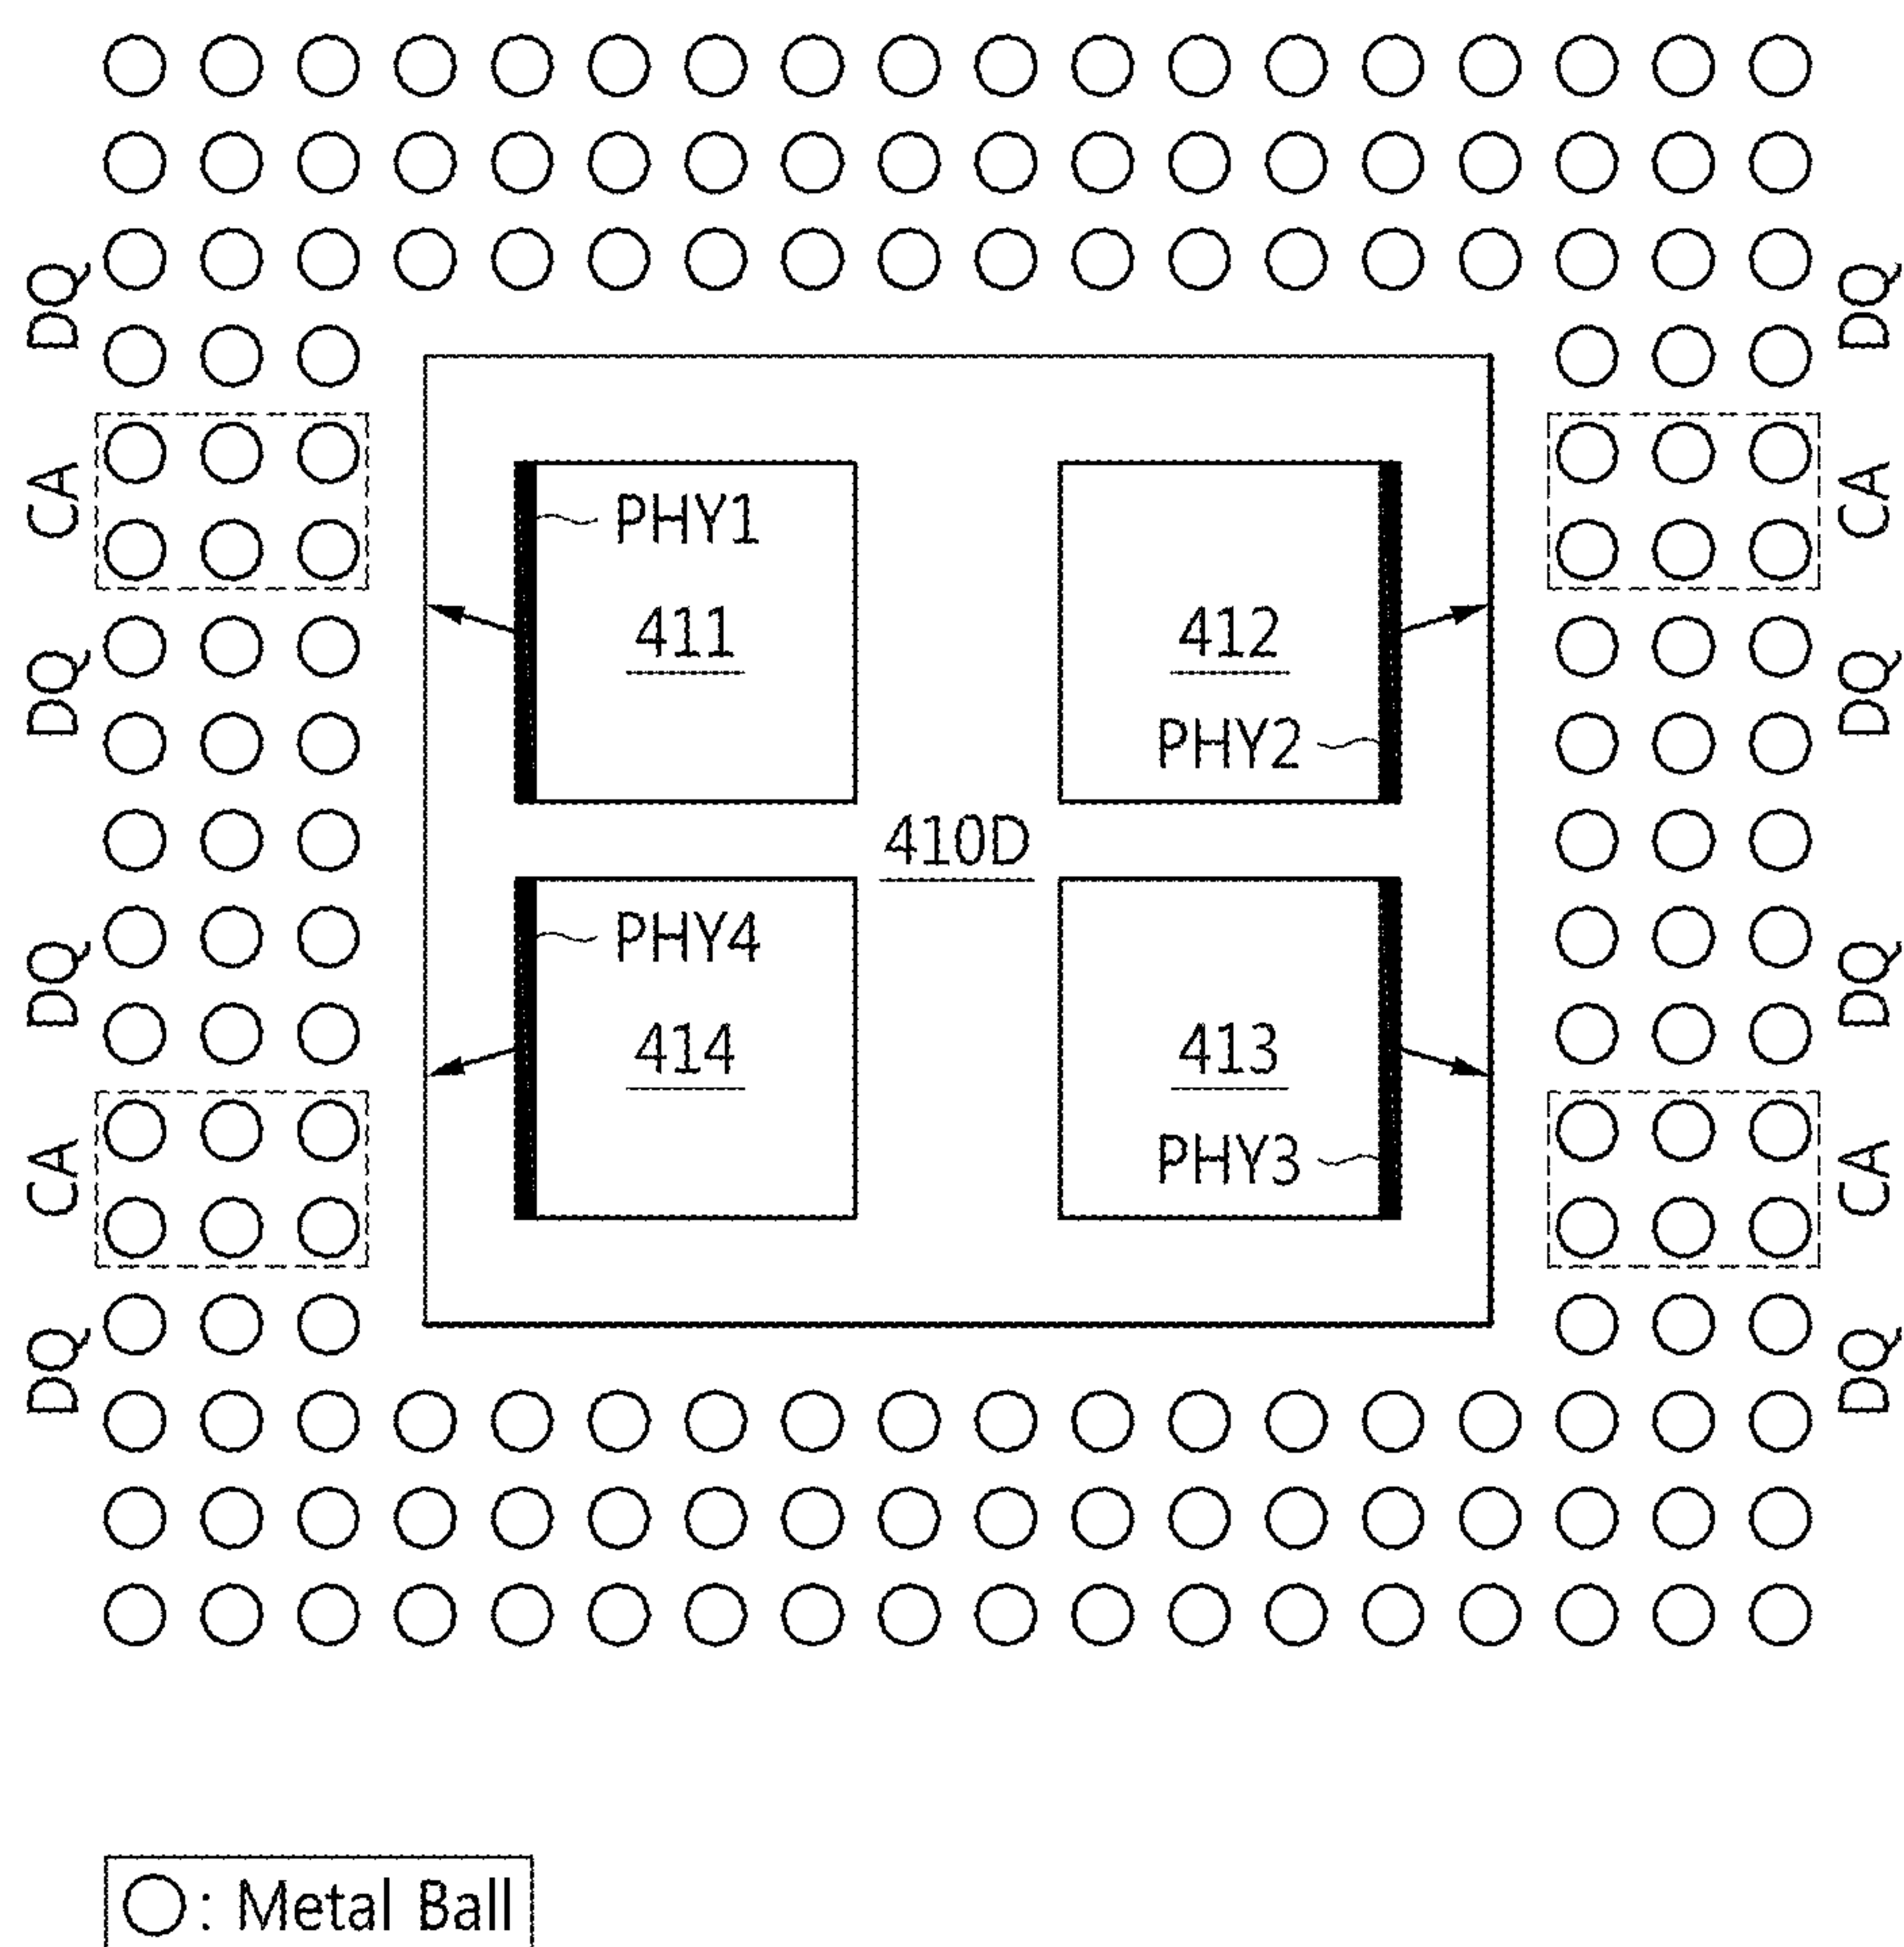 DQ
DQ
CA
CA
PHY1
411
412
DQ
DQ
PHY2
410D
PHY4
DQ
DQ
414
413
CA
CA
PHY3
DQ
DQ
: Metal Ball